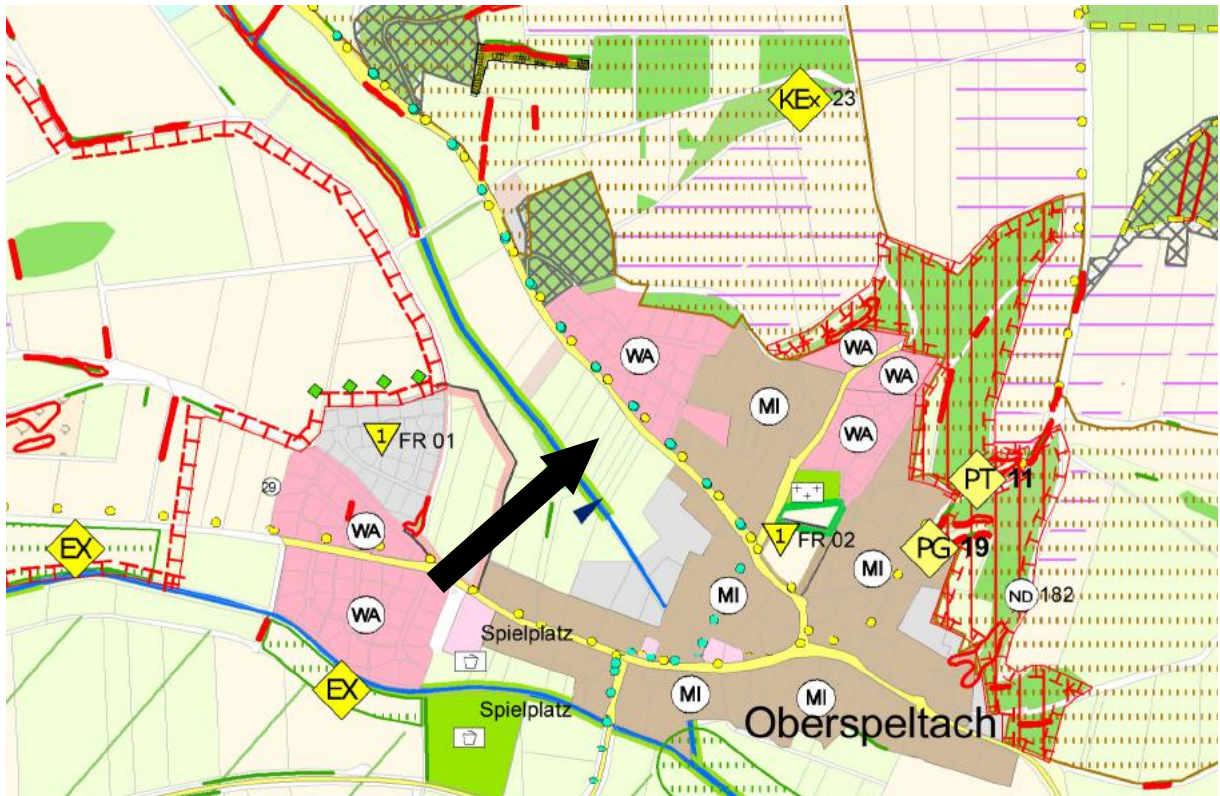 KEx 23
WA
WA
WA
MI
WA
1 FR 01
PT 11
29
WA
EX
1 FR 02
PG 19
MI
MI
ND 182
WA
Spielplatz
EX
MI
MI
Spielplatz
Oberspeltach